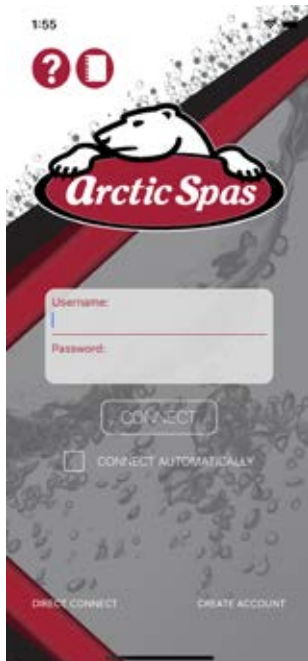 1:55
?
Arctic Spas
Username:
Password:
CONNECT
CONNECT AUTOMATICALLY
DIRECT CONNECT
CREATE ACCOUNT